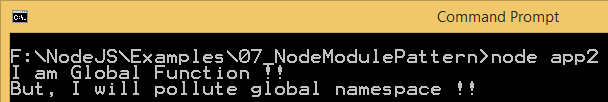 Command Prompt
F:\NodeJS\Examples\07_NodeModulePattern>node app2
I am Global Function !!
But, I will pollute global namespace !!